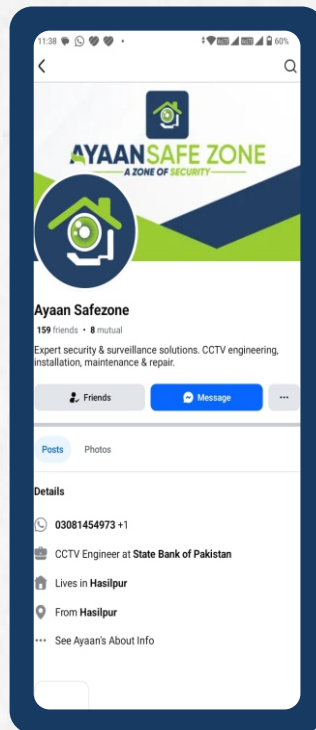 11:38
60%
AYAAN SAFE ZONE
A ZONE OF SECURITY
Ayaan Safezone
159 friends • 8 mutual
Expert security & surveillance solutions. CCTV engineering,
installation, maintenance & repair.
Friends
Message
Posts
Photos
Details
03081454973 +1
CCTV Engineer at State Bank of Pakistan
Lives in Hasilpur
From Hasilpur
See Ayaan's About Info